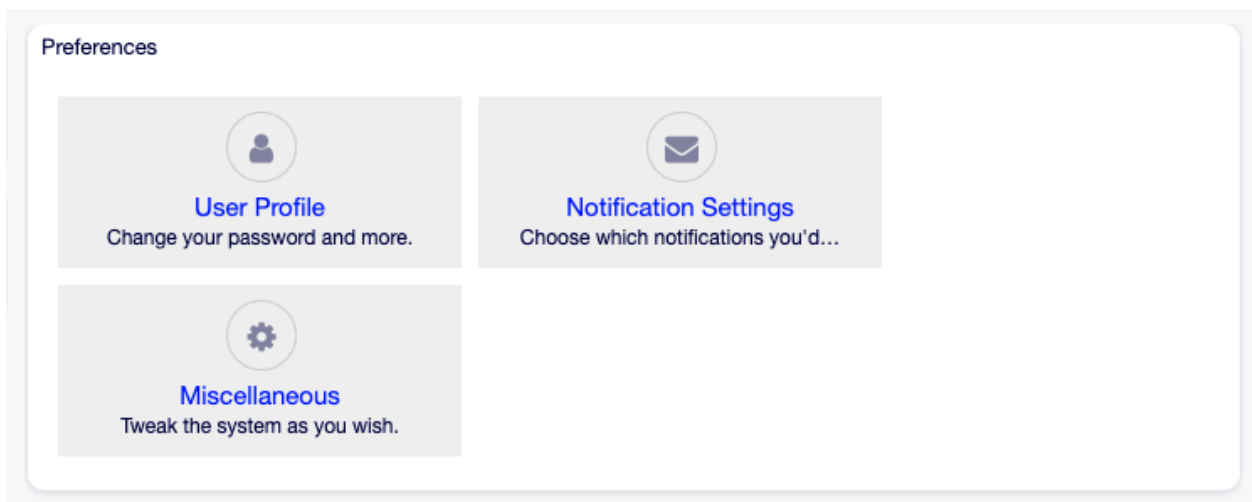 Preferences
User Profile
Change your password and more.
Notification Settings
Choose which notifications you'd...
Miscellaneous
Tweak the system as you wish.